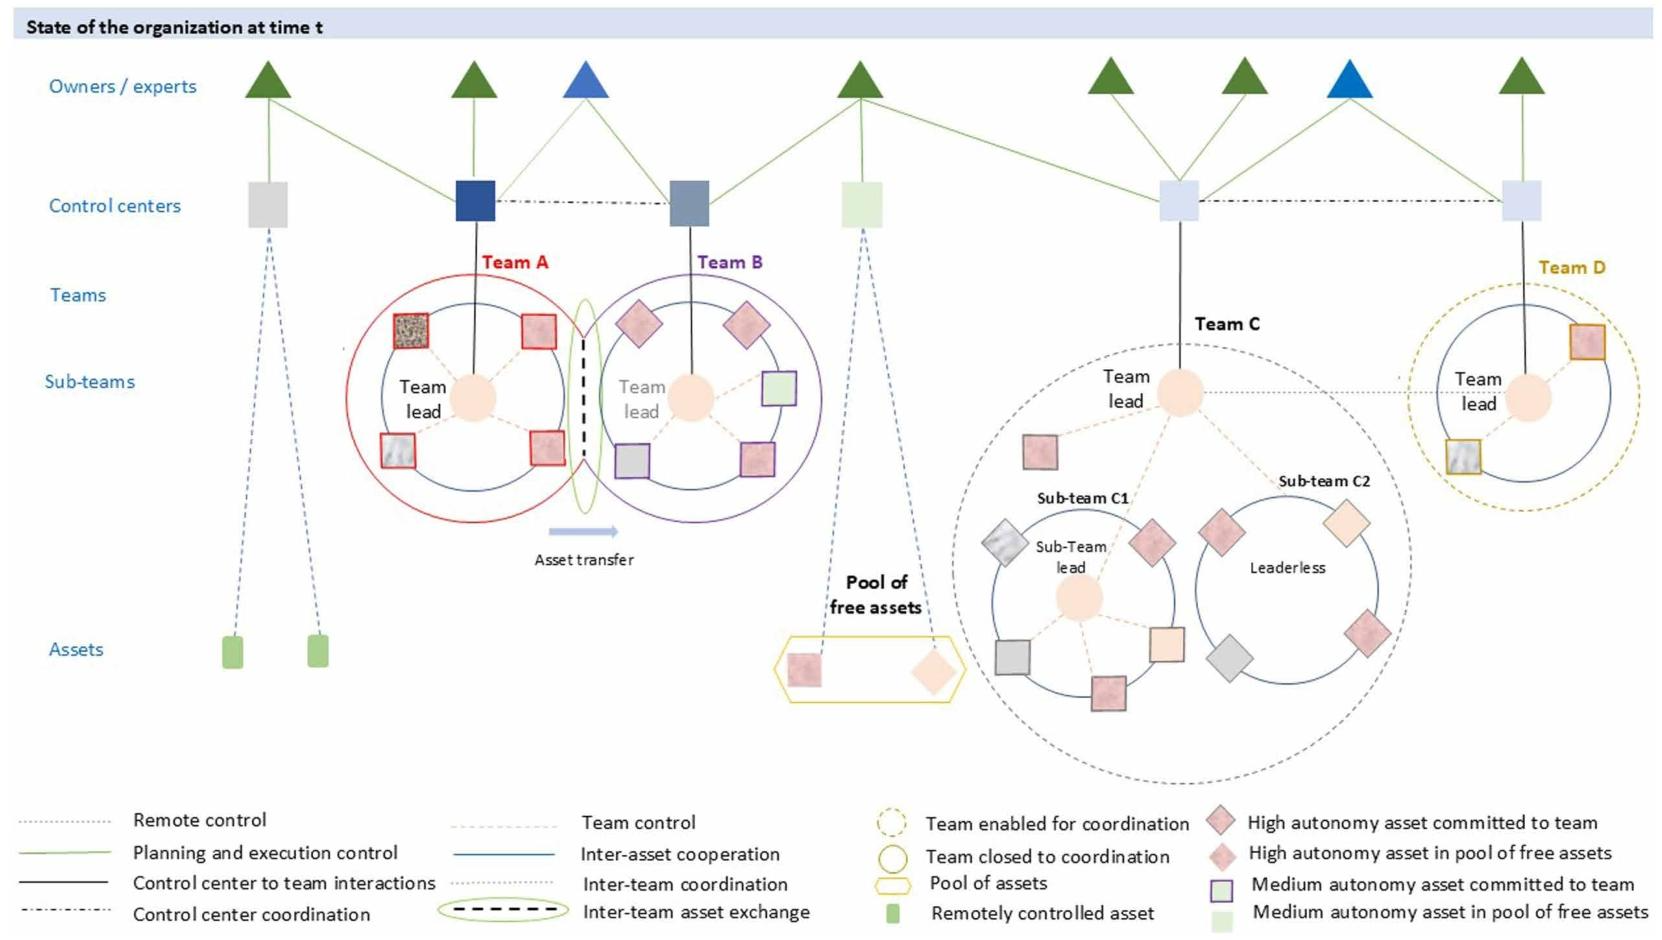 State of the organization at time t
Owners / experts
Control centers
Team A
Team B
Team D
Teams
Team C
Sub-teams
Team
lead
Team
lead
Team
lead
Team
lead
Sub-team C1
Sub-team C2
Asset transfer
Sub-Team
lead
Leaderless
Pool of
free assets
Assets
Remote control
Planning and execution control
Control center to team interactions
Control center coordination
Team control
Inter-asset cooperation
Inter-team coordination
Inter-team asset exchange
Team enabled for coordination
Team closed to coordination
Pool of assets
Remotely controlled asset
High autonomy asset committed to team
High autonomy asset in pool of free assets
Medium autonomy asset committed to team
Medium autonomy asset in pool of free assets